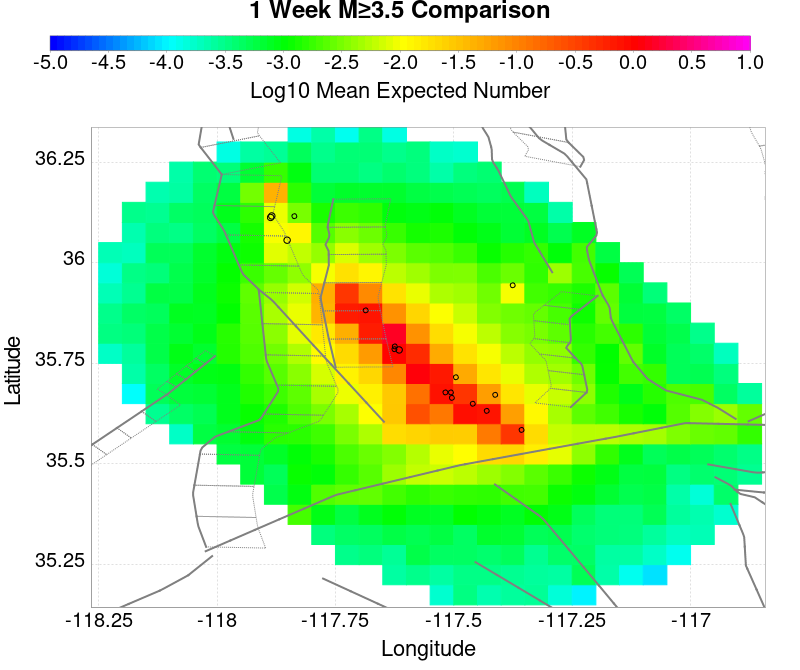 1 Week M≥3.5 Comparison
-5.0 -4.5 -4.0 -3.5 -3.0 -2.5 -2.0 -1.5 -1.0 -0.5 0.0 0.5 1.0
Log10 Mean Expected Number
36.25
36
35.75
35.5
35.25
Latitude
-118.25 -118 -117.75 -117.5 -117.25 -117
Longitude